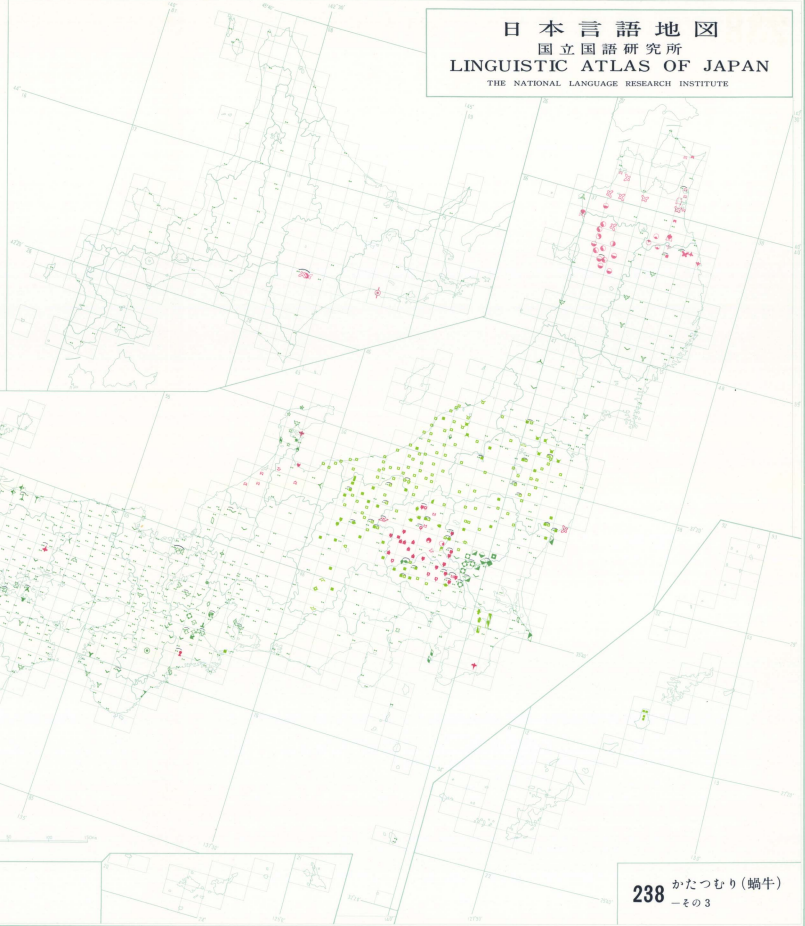 日本言語地図
国立国語研究所
LINGUISTIC ATLAS OF JAPAN
THE NATIONAL LANGUAGE RESEARCH INSTITUTE
238 かたつむり(蝸牛)
―その3